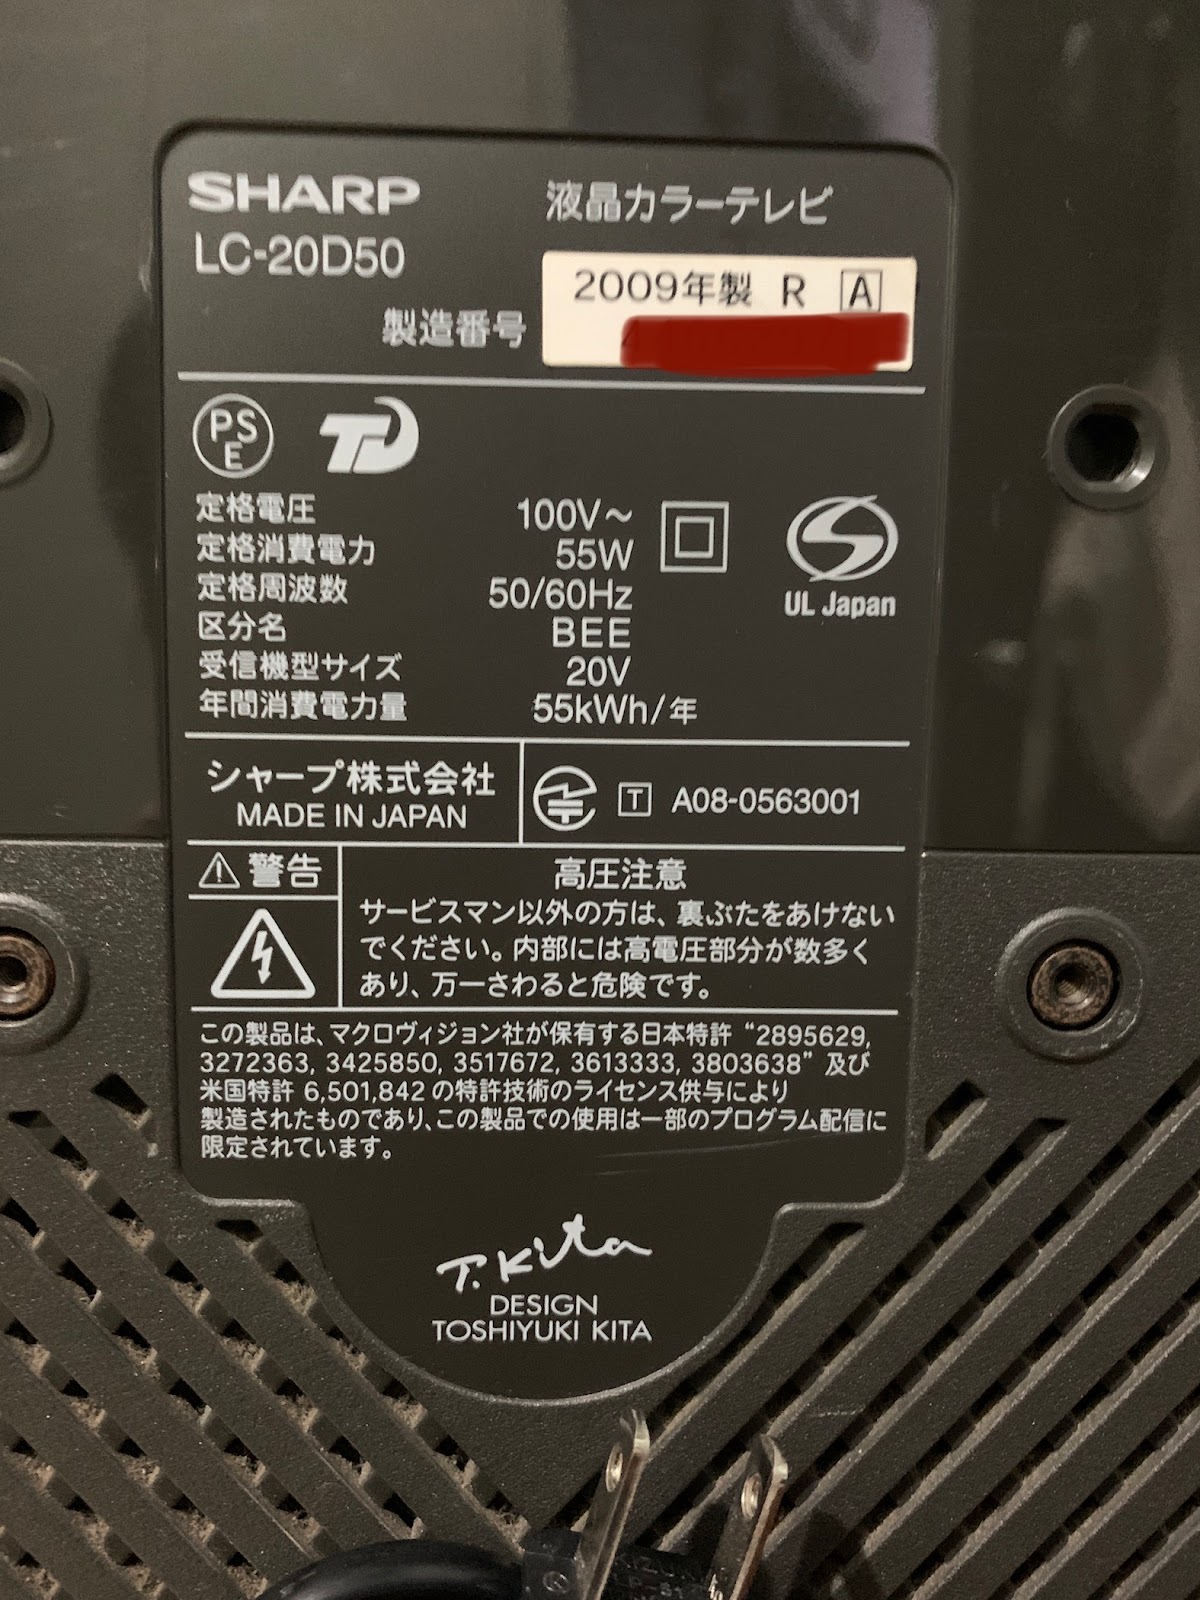 SHARP 液晶カラーテレビ
LC-20D50
2009年製 R A
製造番号
PSE
定格電圧 100V～
定格消費電力 55W
定格周波数 50/60Hz
区分名 BEE
受信機型サイズ 20V
年間消費電力量 55kWh/年
UL Japan
シャープ株式会社
MADE IN JAPAN
T A08-0563001
警告
高圧注意
サービスマン以外の方は、裏ぶたをあけない
でください。内部には高電圧部分が数多く
あり、万一さわると危険です。
この製品は、マクロヴィジョン社が保有する日本特許 “2895629,
3272363, 3425850, 3517672, 3613333, 3803638” 及び
米国特許 6,501,842 の特許技術のライセンス供与により
製造されたものであり、この製品での使用は一部のプログラム配信に
限定されています。
T.Kita
DESIGN
TOSHIYUKI KITA